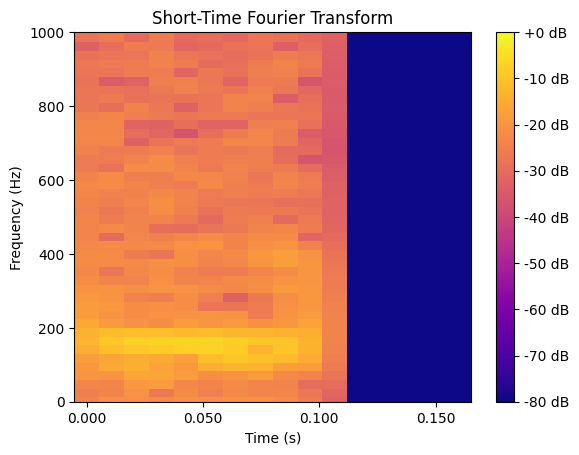 Short-Time Fourier Transform
Frequency (Hz)
1000
800
600
400
200
0
0.000
0.050
0.100
0.150
Time (s)
+0 dB
-10 dB
-20 dB
-30 dB
-40 dB
-50 dB
-60 dB
-70 dB
-80 dB